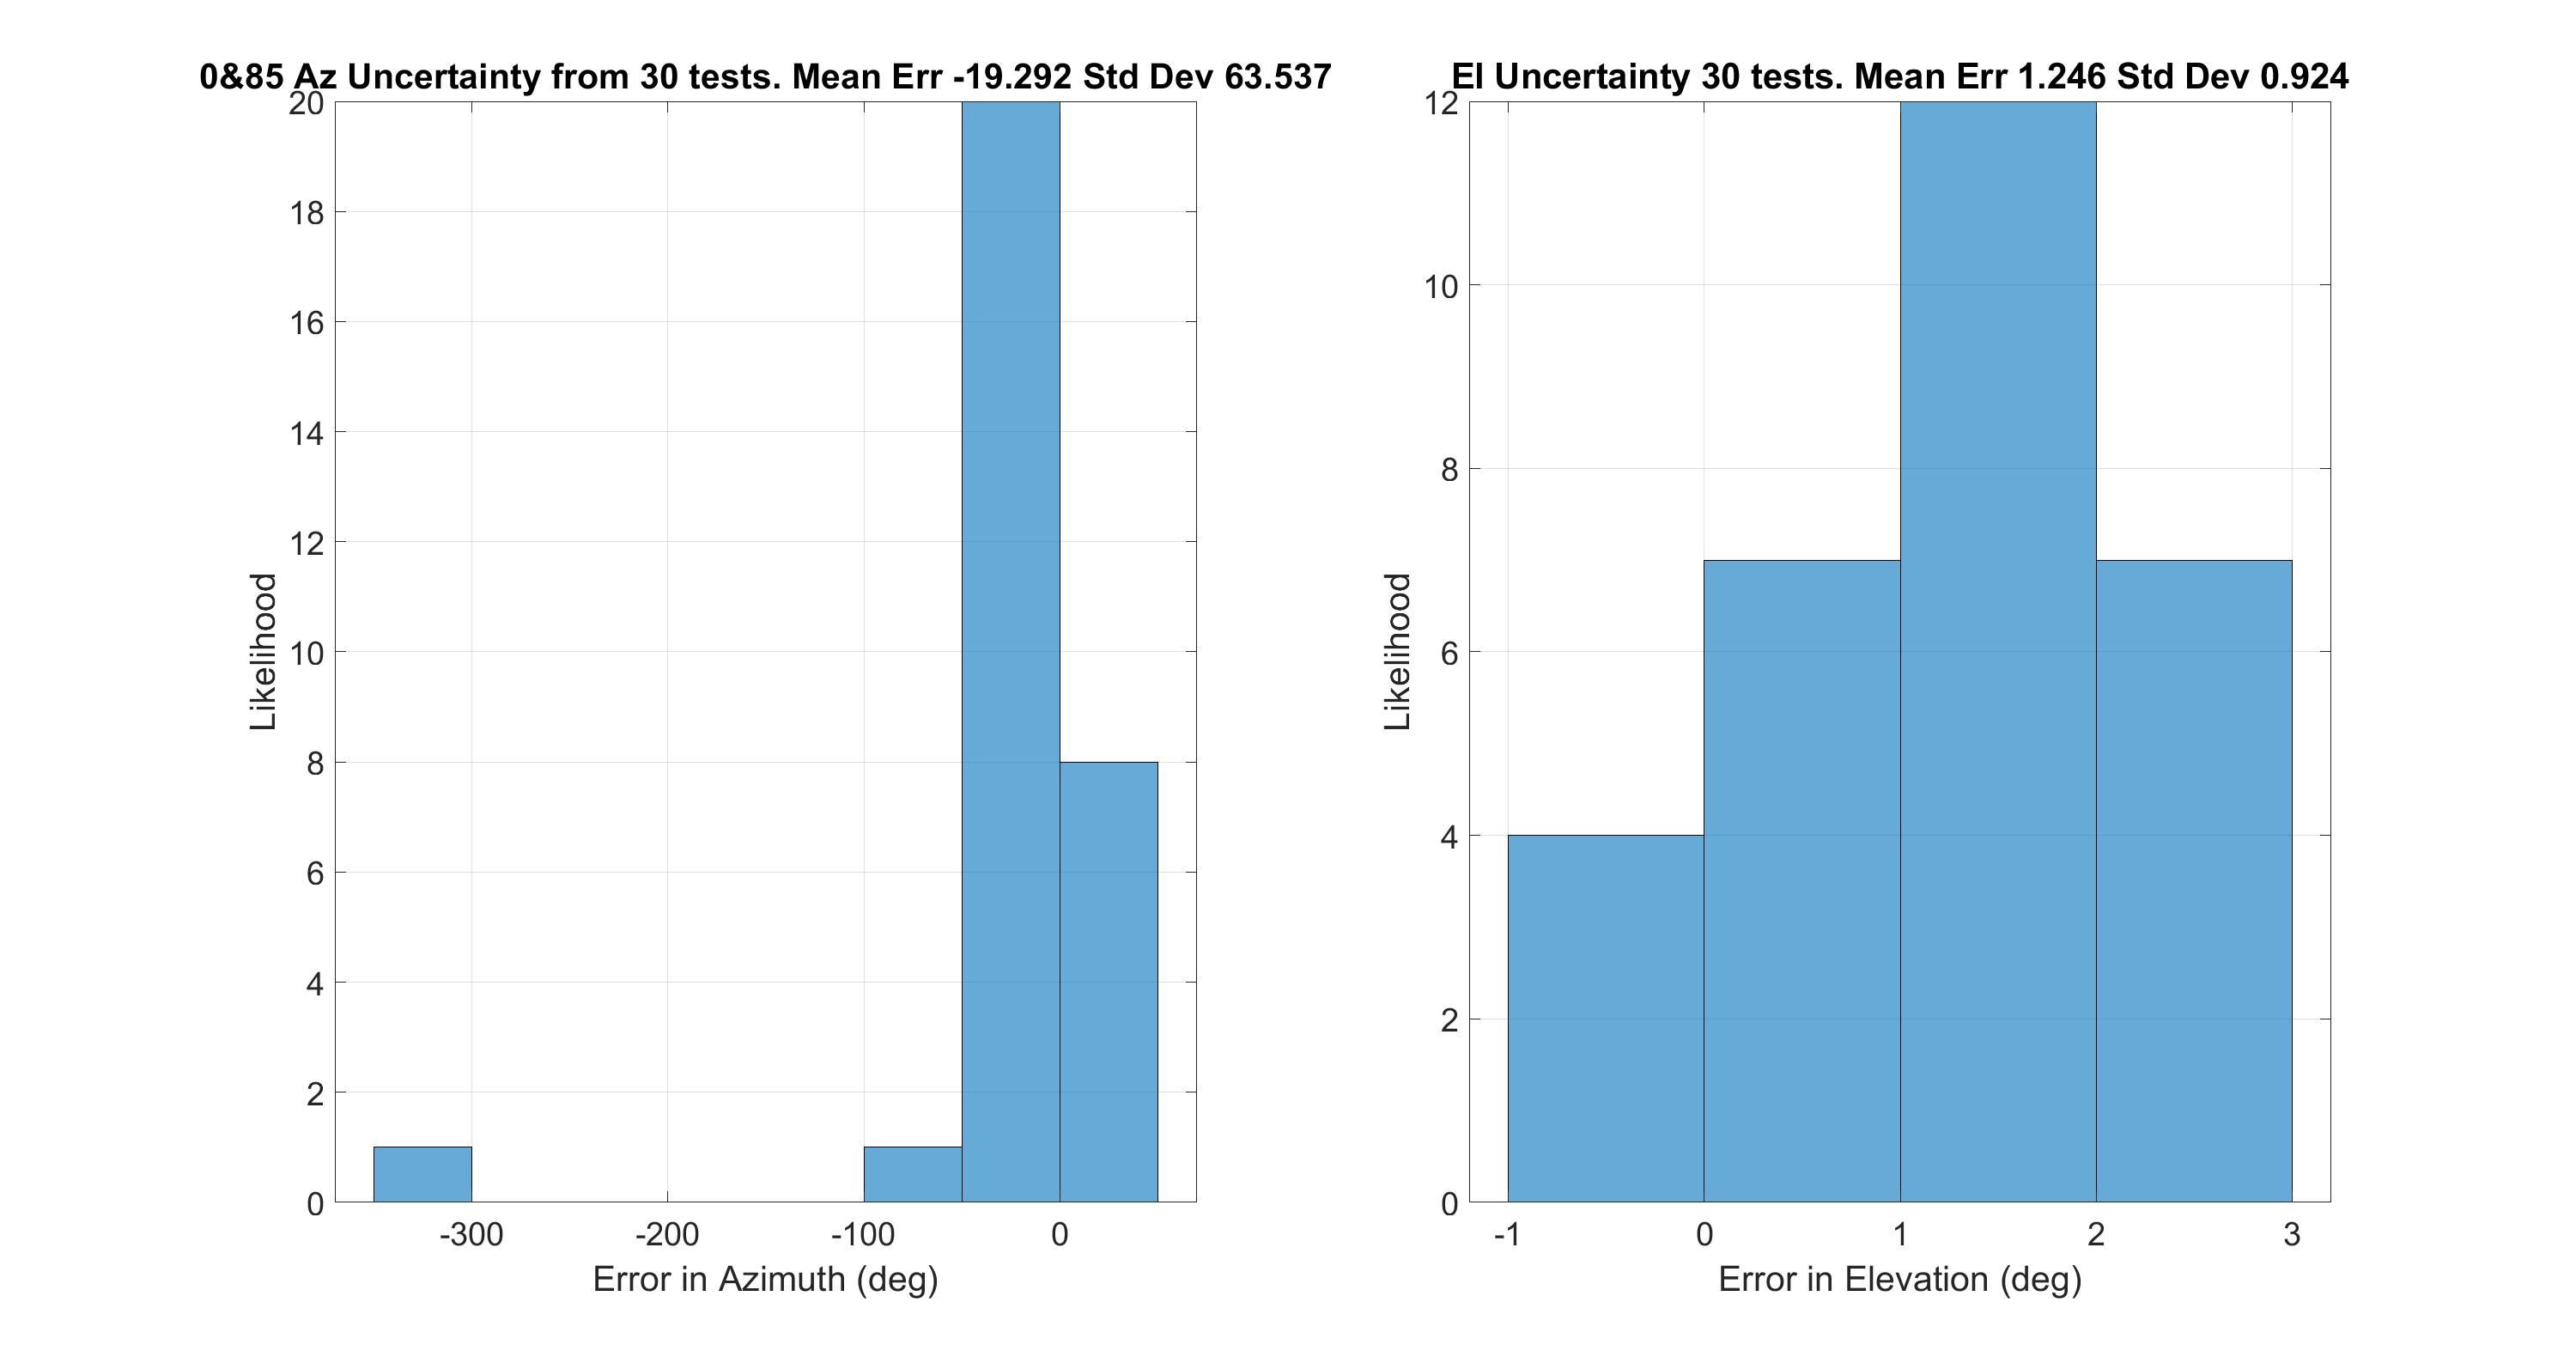 0&85 Az Uncertainty from 30 tests. Mean Err -19.292 Std Dev 63.537
20
18
16
14
12
10
8
6
4
2
0
Likelihood
-300 -200 -100 0
Error in Azimuth (deg)
El Uncertainty 30 tests. Mean Err 1.246 Std Dev 0.924
12
10
8
6
4
2
0
Likelihood
-1 0 1 2 3
Error in Elevation (deg)